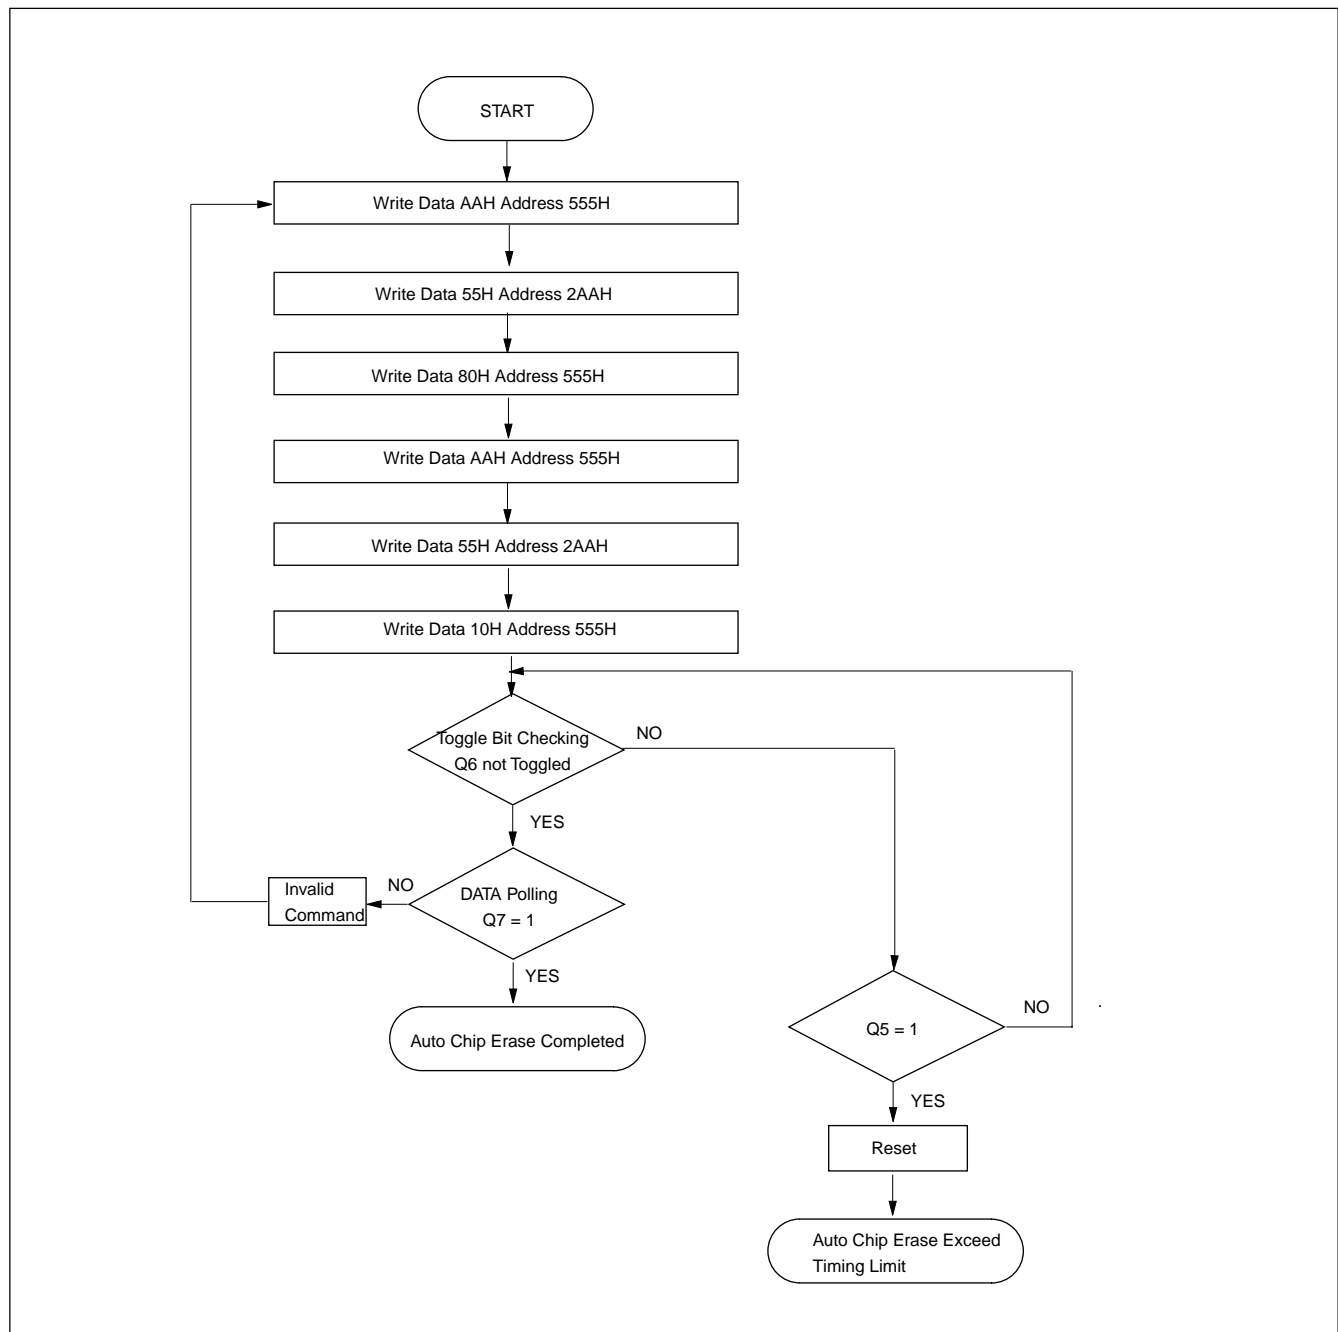 START
Write Data AAH Address 555H
Write Data 55H Address 2AAH
Write Data 80H Address 555H
Write Data AAH Address 555H
Write Data 55H Address 2AAH
Write Data 10H Address 555H
Toggle Bit Checking
Q6 not Toggled
NO
YES
Invalid
Command
NO
DATA Polling
Q7 = 1
YES
Auto Chip Erase Completed
Q5 = 1
NO
YES
Reset
Auto Chip Erase Exceed
Timing Limit